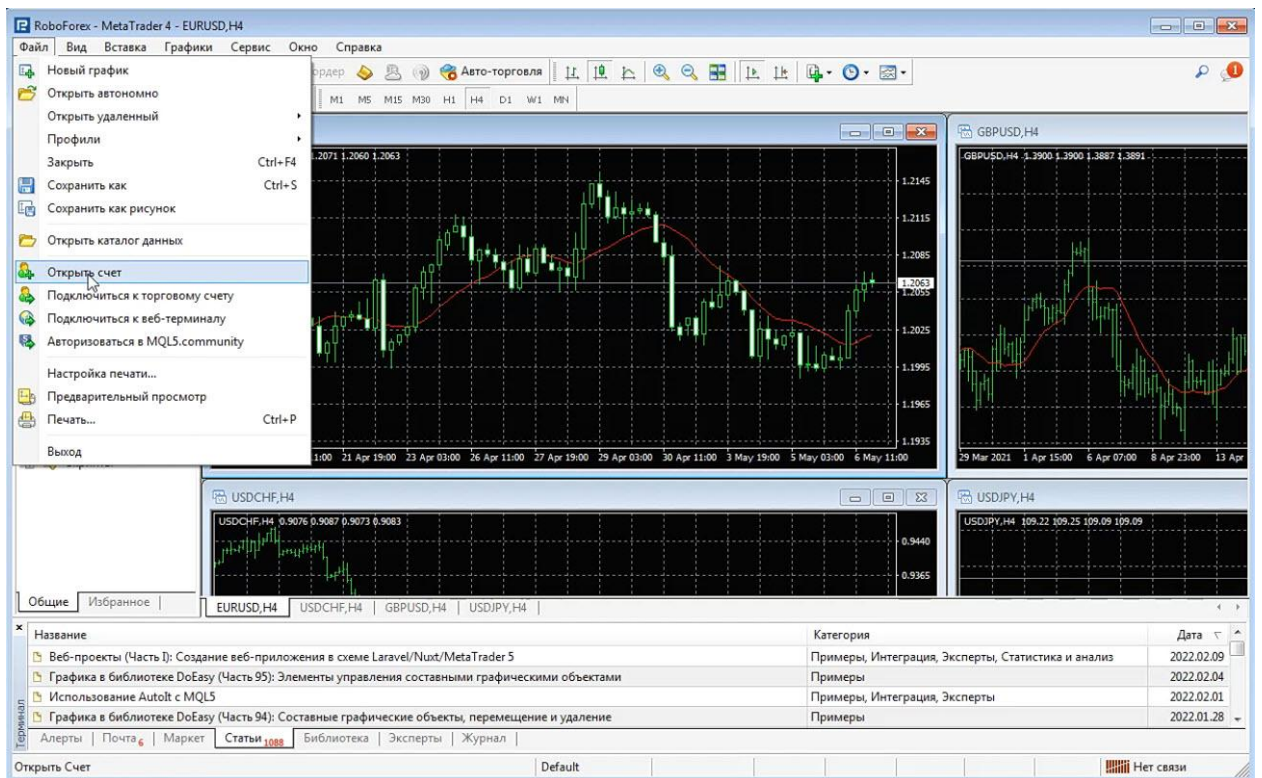 RoboForex - MetaTrader 4 - EURUSD,H4
Файл Вид Вставка Графики Сервис Окно Справка
Новый график
Авто-торговля
Открыть автономно
M1 M5 M15 M30 H1 H4 D1 W1 MN
Открыть удаленный
Профили
Закрыть Ctrl+F4
Сохранить как Ctrl+S
Сохранить как рисунок
Открыть каталог данных
Открыть счет
Подключиться к торговому счету
Подключиться к веб-терминалу
Авторизоваться в MQL5.community
Настройка печати...
Предварительный просмотр
Печать... Ctrl+P
Выход
1.2071 1.2060 1.2063
1.2145
1.2115
1.2085
1.2063
1.2055
1.2025
1.1995
1.1965
1.1935
21 Apr 19:00 23 Apr 03:00 26 Apr 11:00 27 Apr 19:00 29 Apr 03:00 30 Apr 11:00 3 May 19:00 5 May 03:00 6 May 11:00
GBPUSD,H4
GBPUSD,H4 1.3900 1.3900 1.3887 1.3891
29 Mar 2021 1 Apr 15:00 6 Apr 07:00 8 Apr 23:00 13 Apr
USDCHF,H4
USDCHF,H4 0.9076 0.9087 0.9073 0.9083
0.9440
0.9365
USDJPY,H4
USDJPY,H4 109.22 109.25 109.09 109.09
Общие Избранное
EURUSD,H4 USDCHF,H4 GBPUSD,H4 USDJPY,H4
Название Категория Дата
Веб-проекты (Часть I): Создание веб-приложения в схеме Laravel/Nuxt/MetaTrader 5 Примеры, Интеграция, Эксперты, Статистика и анализ 2022.02.09
Графика в библиотеке DoEasy (Часть 95): Элементы управления составными графическими объектами Примеры 2022.02.04
Использование AutoIt с MQL5 Примеры, Интеграция, Эксперты 2022.02.01
Графика в библиотеке DoEasy (Часть 94): Составные графические объекты, перемещение и удаление Примеры 2022.01.28
Терминал
Алерты Почта 6 Маркет Статьи 1088 Библиотека Эксперты Журнал
Открыть Счет Default Нет связи